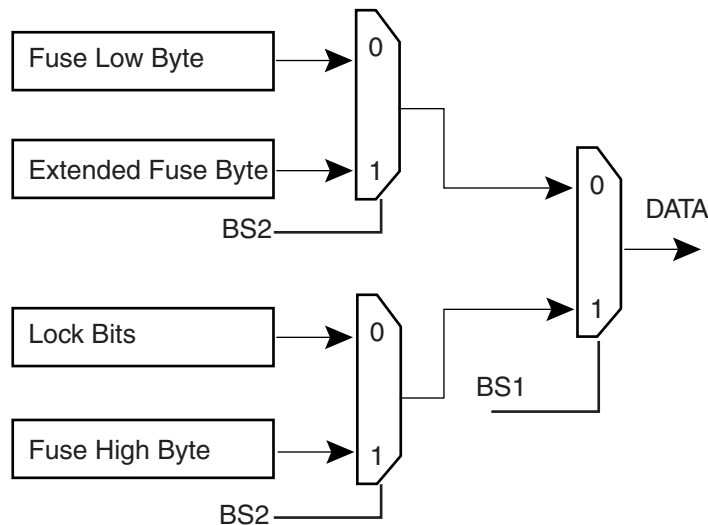 Fuse Low Byte
0
Extended Fuse Byte
1
BS2
0
DATA
1
Lock Bits
0
BS1
Fuse High Byte
1
BS2